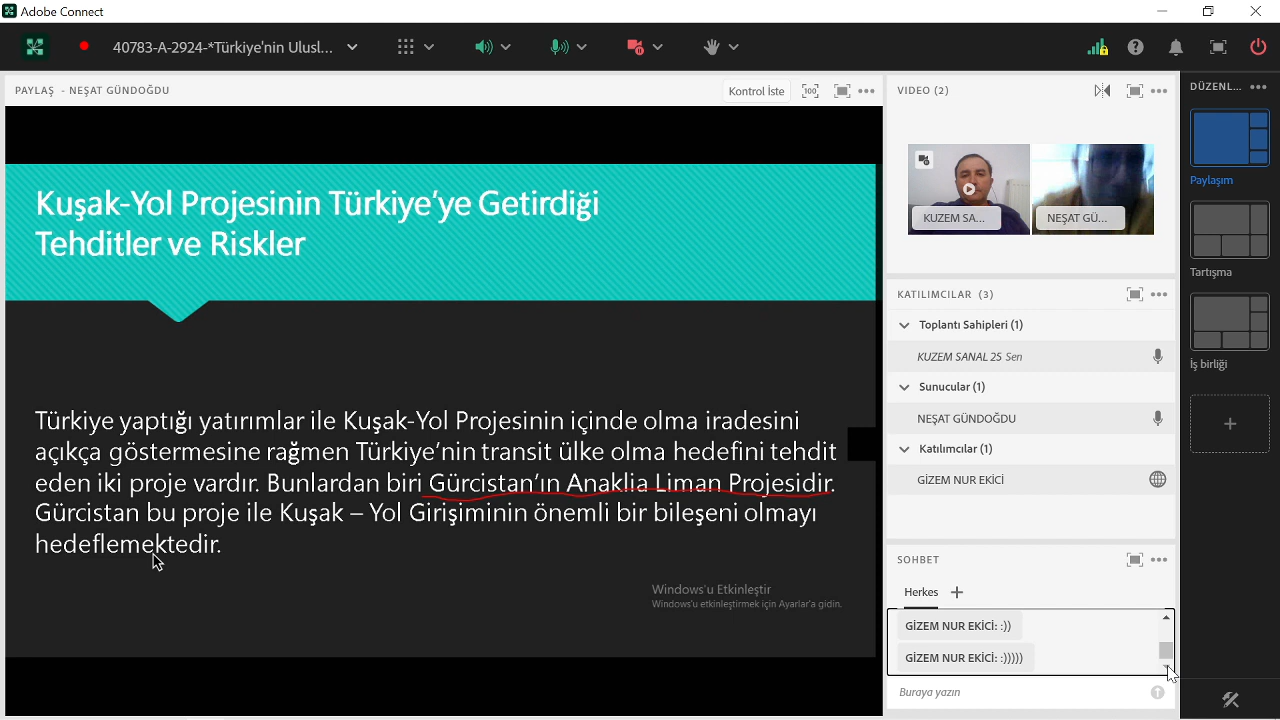 Adobe Connect
40783-A-2924-*Türkiye'nin Ulusl...
PAYLAŞ - NEŞAT GÜNDOĞDU
Kontrol İste
100
Kuşak-Yol Projesinin Türkiye’ye Getirdiği
Tehditler ve Riskler
Türkiye yaptığı yatırımlar ile Kuşak-Yol Projesinin içinde olma iradesini
açıkça göstermesine rağmen Türkiye’nin transit ülke olma hedefini tehdit
eden iki proje vardır. Bunlardan biri Gürcistan’ın Anaklia Liman Projesidir.
Gürcistan bu proje ile Kuşak – Yol Girişiminin önemli bir bileşeni olmayı
hedeflemektedir.
Windows'u Etkinleştir
Windows'u etkinleştirmek için Ayarlar'a gidin.
VIDEO (2)
KUZEM SA...
NEŞAT GÜ...
KATILIMCILAR (3)
Toplantı Sahipleri (1)
KUZEM SANAL 25 Sen
Sunucular (1)
NEŞAT GÜNDOĞDU
Katılımcılar (1)
GİZEM NUR EKİCİ
SOHBET
Herkes
GİZEM NUR EKİCİ: :))
GİZEM NUR EKİCİ: :)))))
Buraya yazın
DÜZENL...
Paylaşım
Tartışma
İş birliği